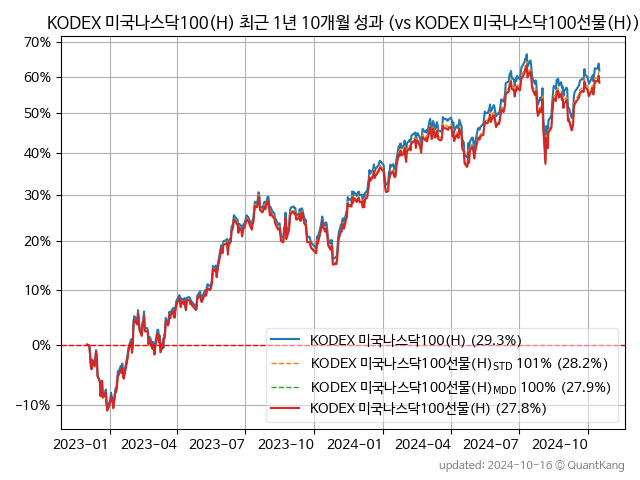 KODEX 미국나스닥100(H) 최근 1년 10개월 성과 (vs KODEX 미국나스닥100선물(H))
70%
60%
50%
40%
30%
20%
10%
0%
−10%
KODEX 미국나스닥100(H) (29.3%)
KODEX 미국나스닥100선물(H)STD 101% (28.2%)
KODEX 미국나스닥100선물(H)MDD 100% (27.9%)
KODEX 미국나스닥100선물(H) (27.8%)
2023-01 2023-04 2023-07 2023-10 2024-01 2024-04 2024-07 2024-10
updated: 2024-10-16 © QuantKang